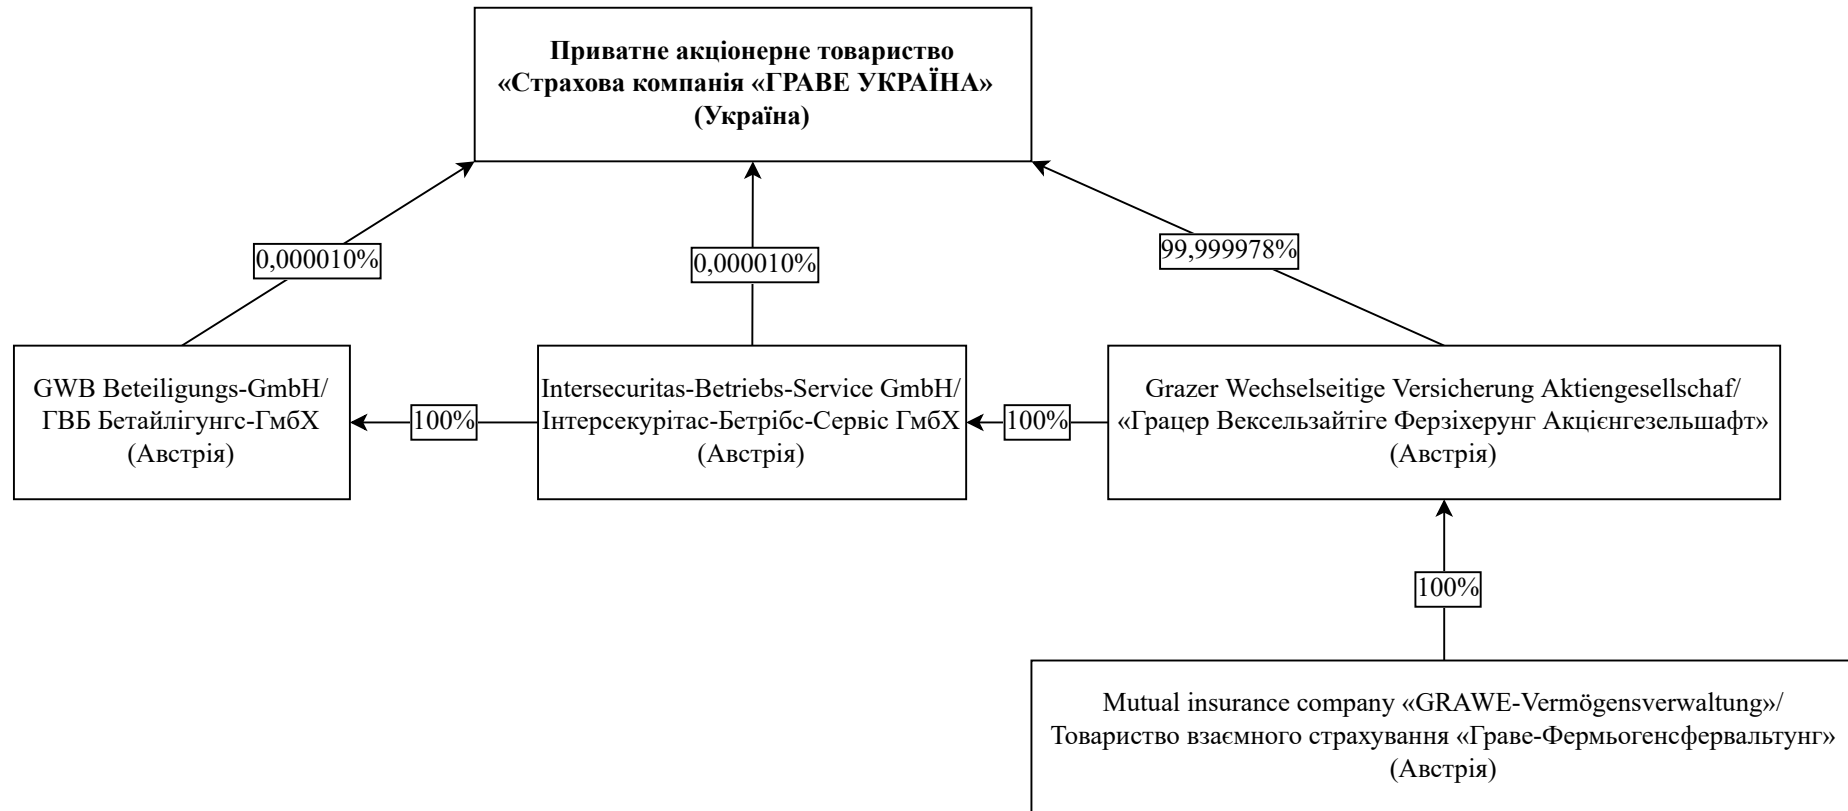 Приватне акціонерне товариство
«Страхова компанія «ГРАВЕ УКРАЇНА»
(Україна)
0,000010%
0,000010%
99,999978%
GWB Beteiligungs-GmbH/
ГВБ Бетайлігунгс-ГмбХ
(Австрія)
100%
Intersecuritas-Betriebs-Service GmbH/
Інтерсекурітас-Бетрібс-Сервіс ГмбХ
(Австрія)
100%
Grazer Wechselseitige Versicherung Aktiengesellschaf/
«Грацер Вексельзайтіге Ферзіхерунг Акцієнгезельшафт»
(Австрія)
100%
Mutual insurance company «GRAWE-Vermögensverwaltung»/
Товариство взаємного страхування «Граве-Фермьогенсфервальтунг»
(Австрія)